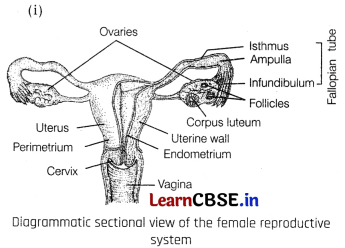 (i)
Ovaries
Isthmus
Ampulla
Infundibulum
Fallopian tube
Follicles
Corpus luteum
Uterus
Uterine wall
Perimetrium
Endometrium
Cervix
Vagina
LearnCBSE.in
Diagrammatic sectional view of the female reproductive
system